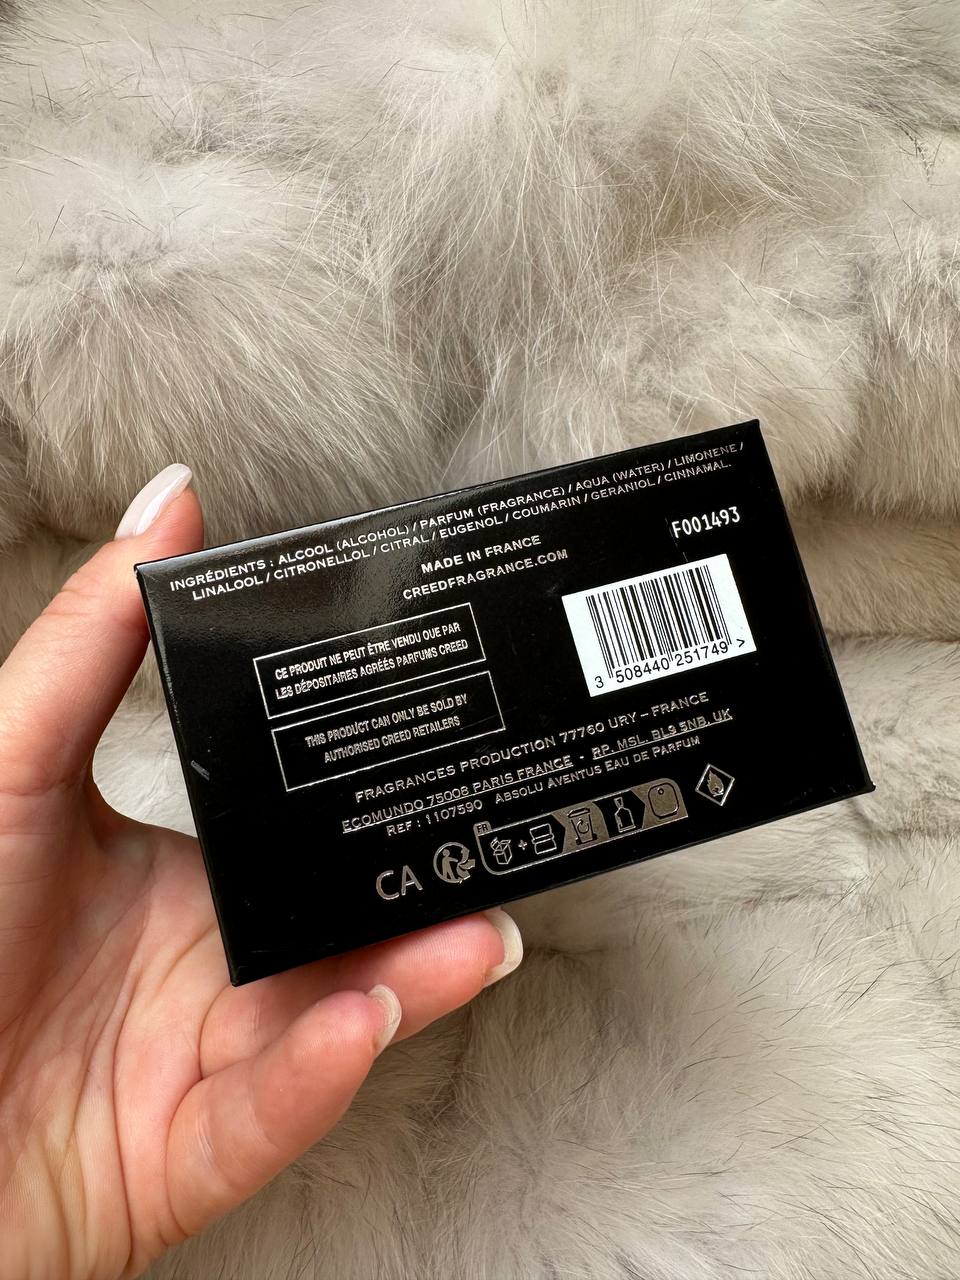 INGRÉDIENTS : ALCOOL (ALCOHOL) / PARFUM (FRAGRANCE) / AQUA (WATER) / LIMONENE /
LINALOOL / CITRONELLOL / CITRAL / EUGENOL / COUMARIN / GERANIOL / CINNAMAL.
MADE IN FRANCE
CREEDFRAGRANCE.COM
F001493
CE PRODUIT NE PEUT ÊTRE VENDU QUE PAR
LES DÉPOSITAIRES AGRÉÉS PARFUMS CREED
THIS PRODUCT CAN ONLY BE SOLD BY
AUTHORISED CREED RETAILERS
3 508440 251749 >
FRAGRANCES PRODUCTION 77760 URY – FRANCE
ECOMUNDO 75008 PARIS FRANCE - RP. MSL. BL9 5NB. UK
REF : 1107590 ABSOLU AVENTUS EAU DE PARFUM
CA
FR
+